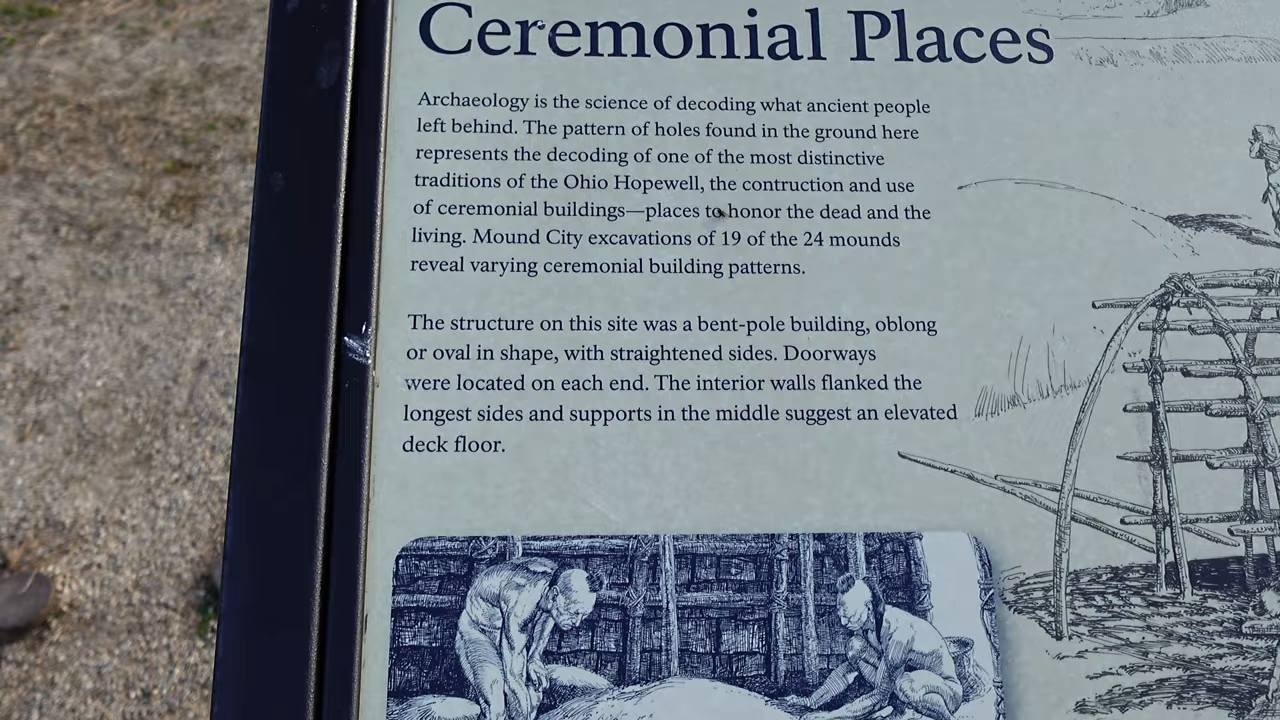 Ceremonial Places
Archaeology is the science of decoding what ancient people
left behind. The pattern of holes found in the ground here
represents the decoding of one of the most distinctive
traditions of the Ohio Hopewell, the contruction and use
of ceremonial buildings—places to honor the dead and the
living. Mound City excavations of 19 of the 24 mounds
reveal varying ceremonial building patterns.
The structure on this site was a bent-pole building, oblong
or oval in shape, with straightened sides. Doorways
were located on each end. The interior walls flanked the
longest sides and supports in the middle suggest an elevated
deck floor.